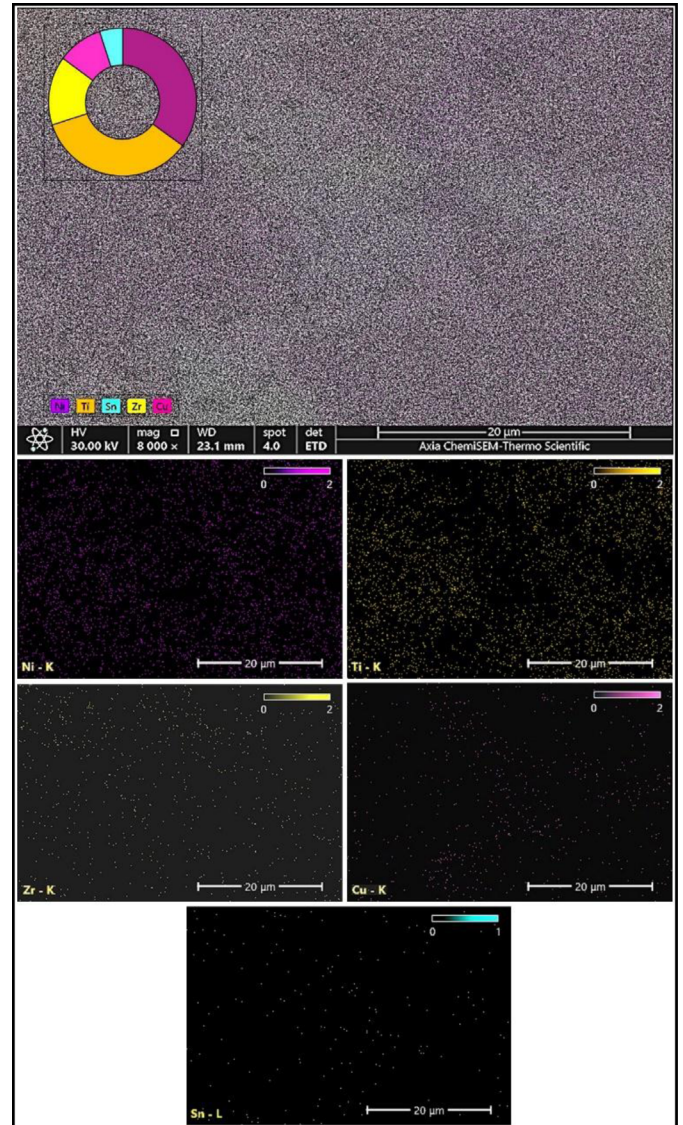 Ni Ti Sn Zr Cu
HV mag WD spot det 20 µm
30.00 kV 8 000 × 23.1 mm 4.0 ETD Axia ChemiSEM-Thermo Scientific
0 2
Ni - K 20 µm
0 2
Ti - K 20 µm
0 2
Zr - K 20 µm
0 2
Cu - K 20 µm
0 1
Sn - L 20 µm